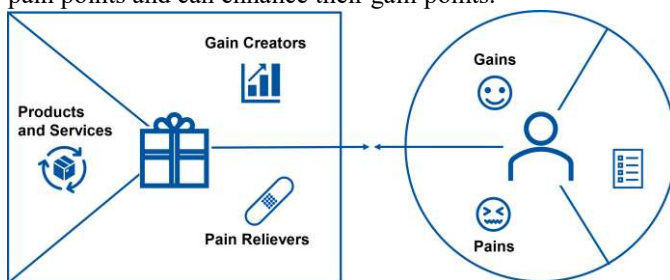 pain points and can enhance their gain points.
Gain Creators
Gains
Products
and Services
Pain Relievers
Pains